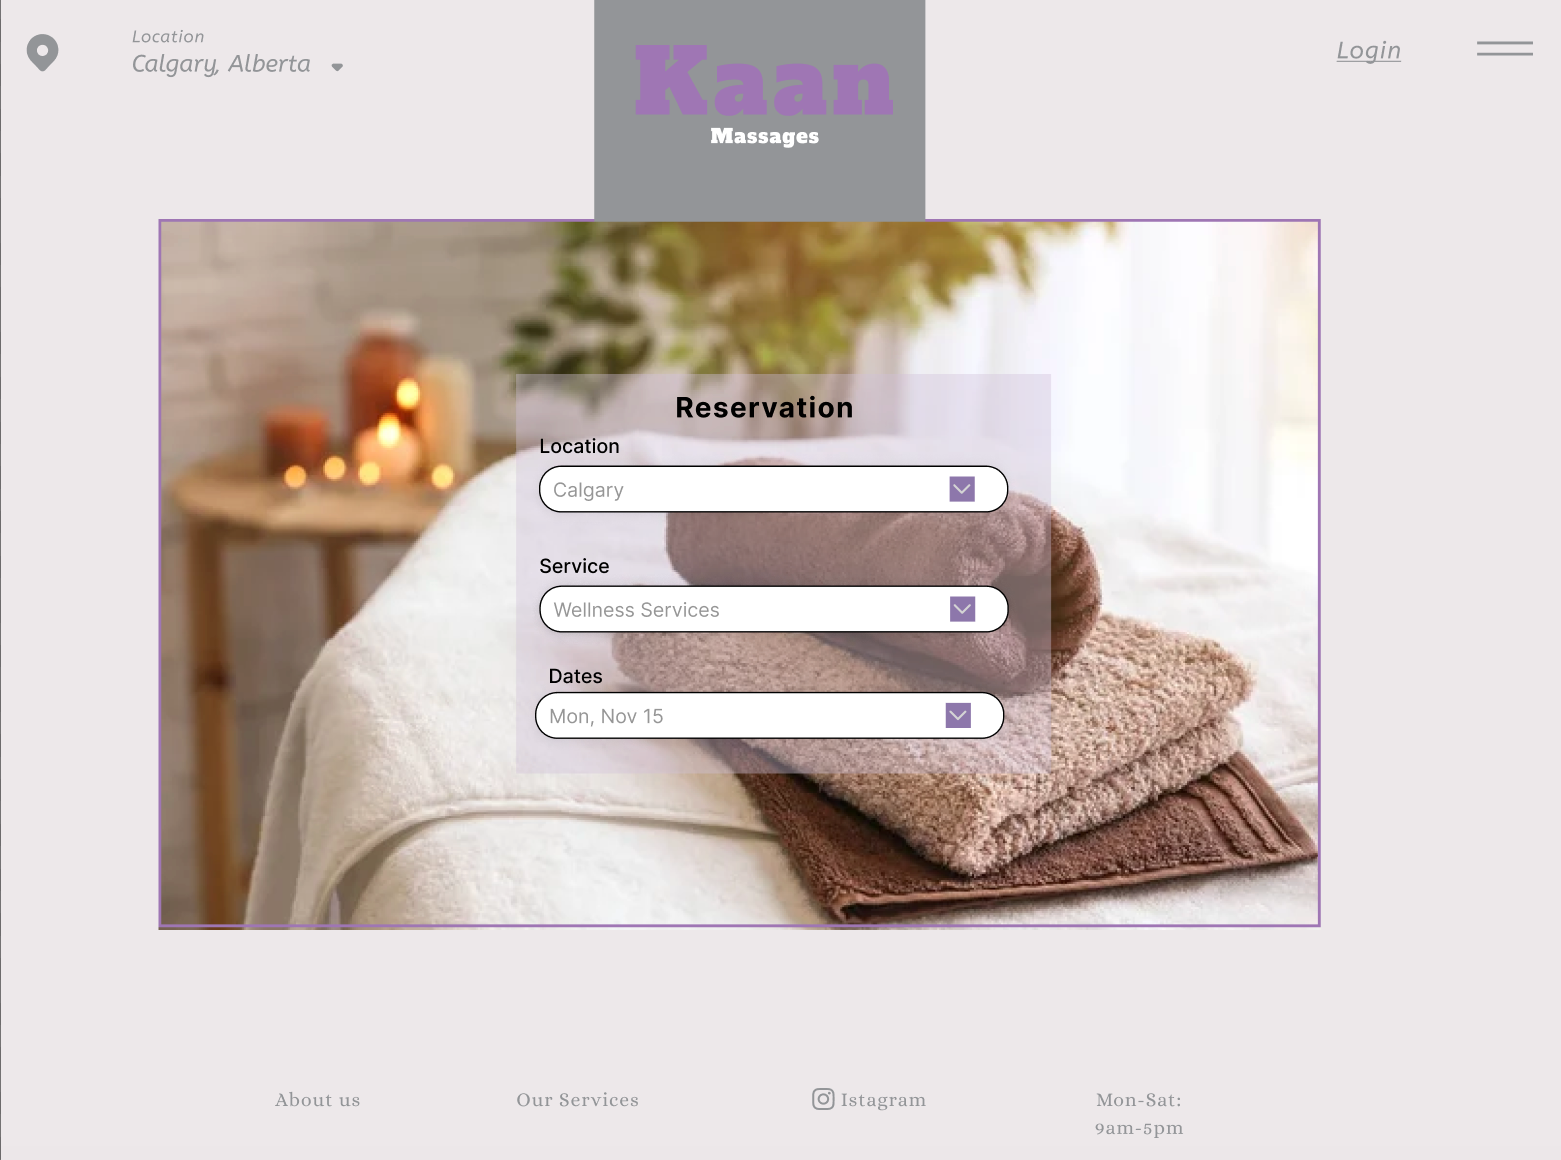 Location
Calgary, Alberta
Kaan
Massages
Login
Reservation
Location
Calgary
Service
Wellness Services
Dates
Mon, Nov 15
About us
Our Services
Istagram
Mon-Sat:
9am-5pm